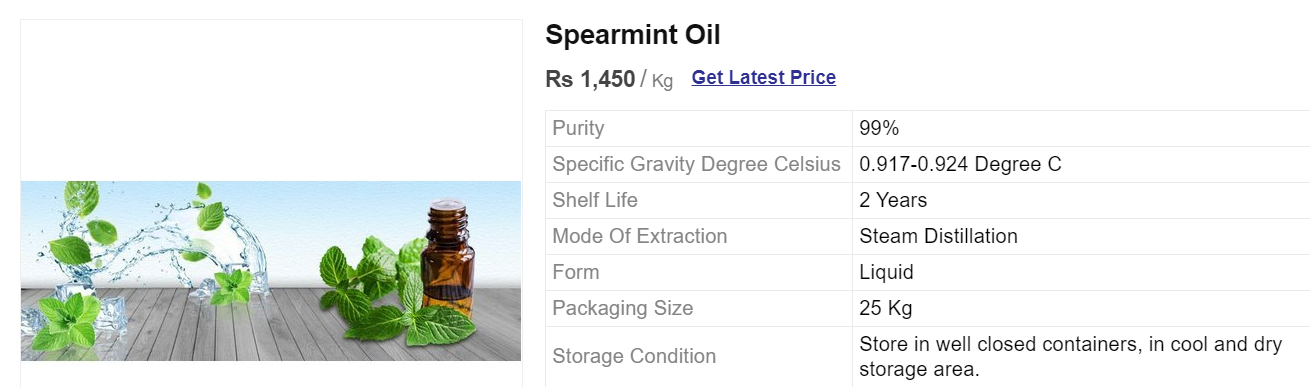 Spearmint Oil
Rs 1,450 / Kg Get Latest Price
Purity 99%
Specific Gravity Degree Celsius 0.917-0.924 Degree C
Shelf Life 2 Years
Mode Of Extraction Steam Distillation
Form Liquid
Packaging Size 25 Kg
Storage Condition Store in well closed containers, in cool and dry
storage area.